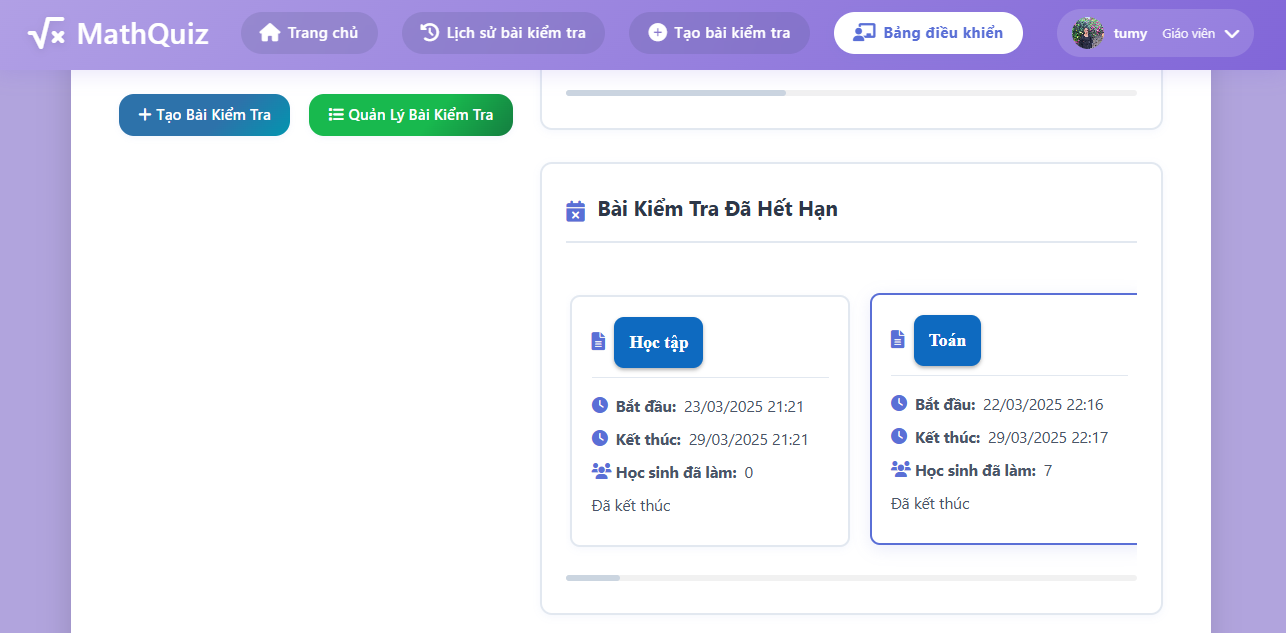 MathQuiz
Trang chủ
Lịch sử bài kiểm tra
Tạo bài kiểm tra
Bảng điều khiển
tumy Giáo viên
Tạo Bài Kiểm Tra
Quản Lý Bài Kiểm Tra
Bài Kiểm Tra Đã Hết Hạn
Học tập
Bắt đầu: 23/03/2025 21:21
Kết thúc: 29/03/2025 21:21
Học sinh đã làm: 0
Đã kết thúc
Toán
Bắt đầu: 22/03/2025 22:16
Kết thúc: 29/03/2025 22:17
Học sinh đã làm: 7
Đã kết thúc